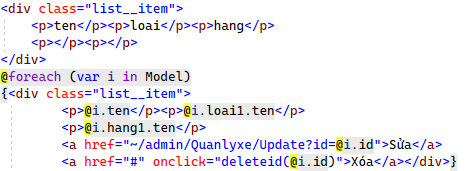 <div class="list__item">
<p>ten</p><p>loai</p><p>hang</p>
<p></p><p></p>
</div>
@foreach (var i in Model)
{<div class="list__item">
<p>@i.ten</p><p>@i.loai1.ten</p>
<p>@i.hang1.ten</p>
<a href="~/admin/Quanlyxe/Update?id=@i.id">Sửa</a>
<a href="#" onclick="deleteid(@i.id)">Xóa</a></div>}